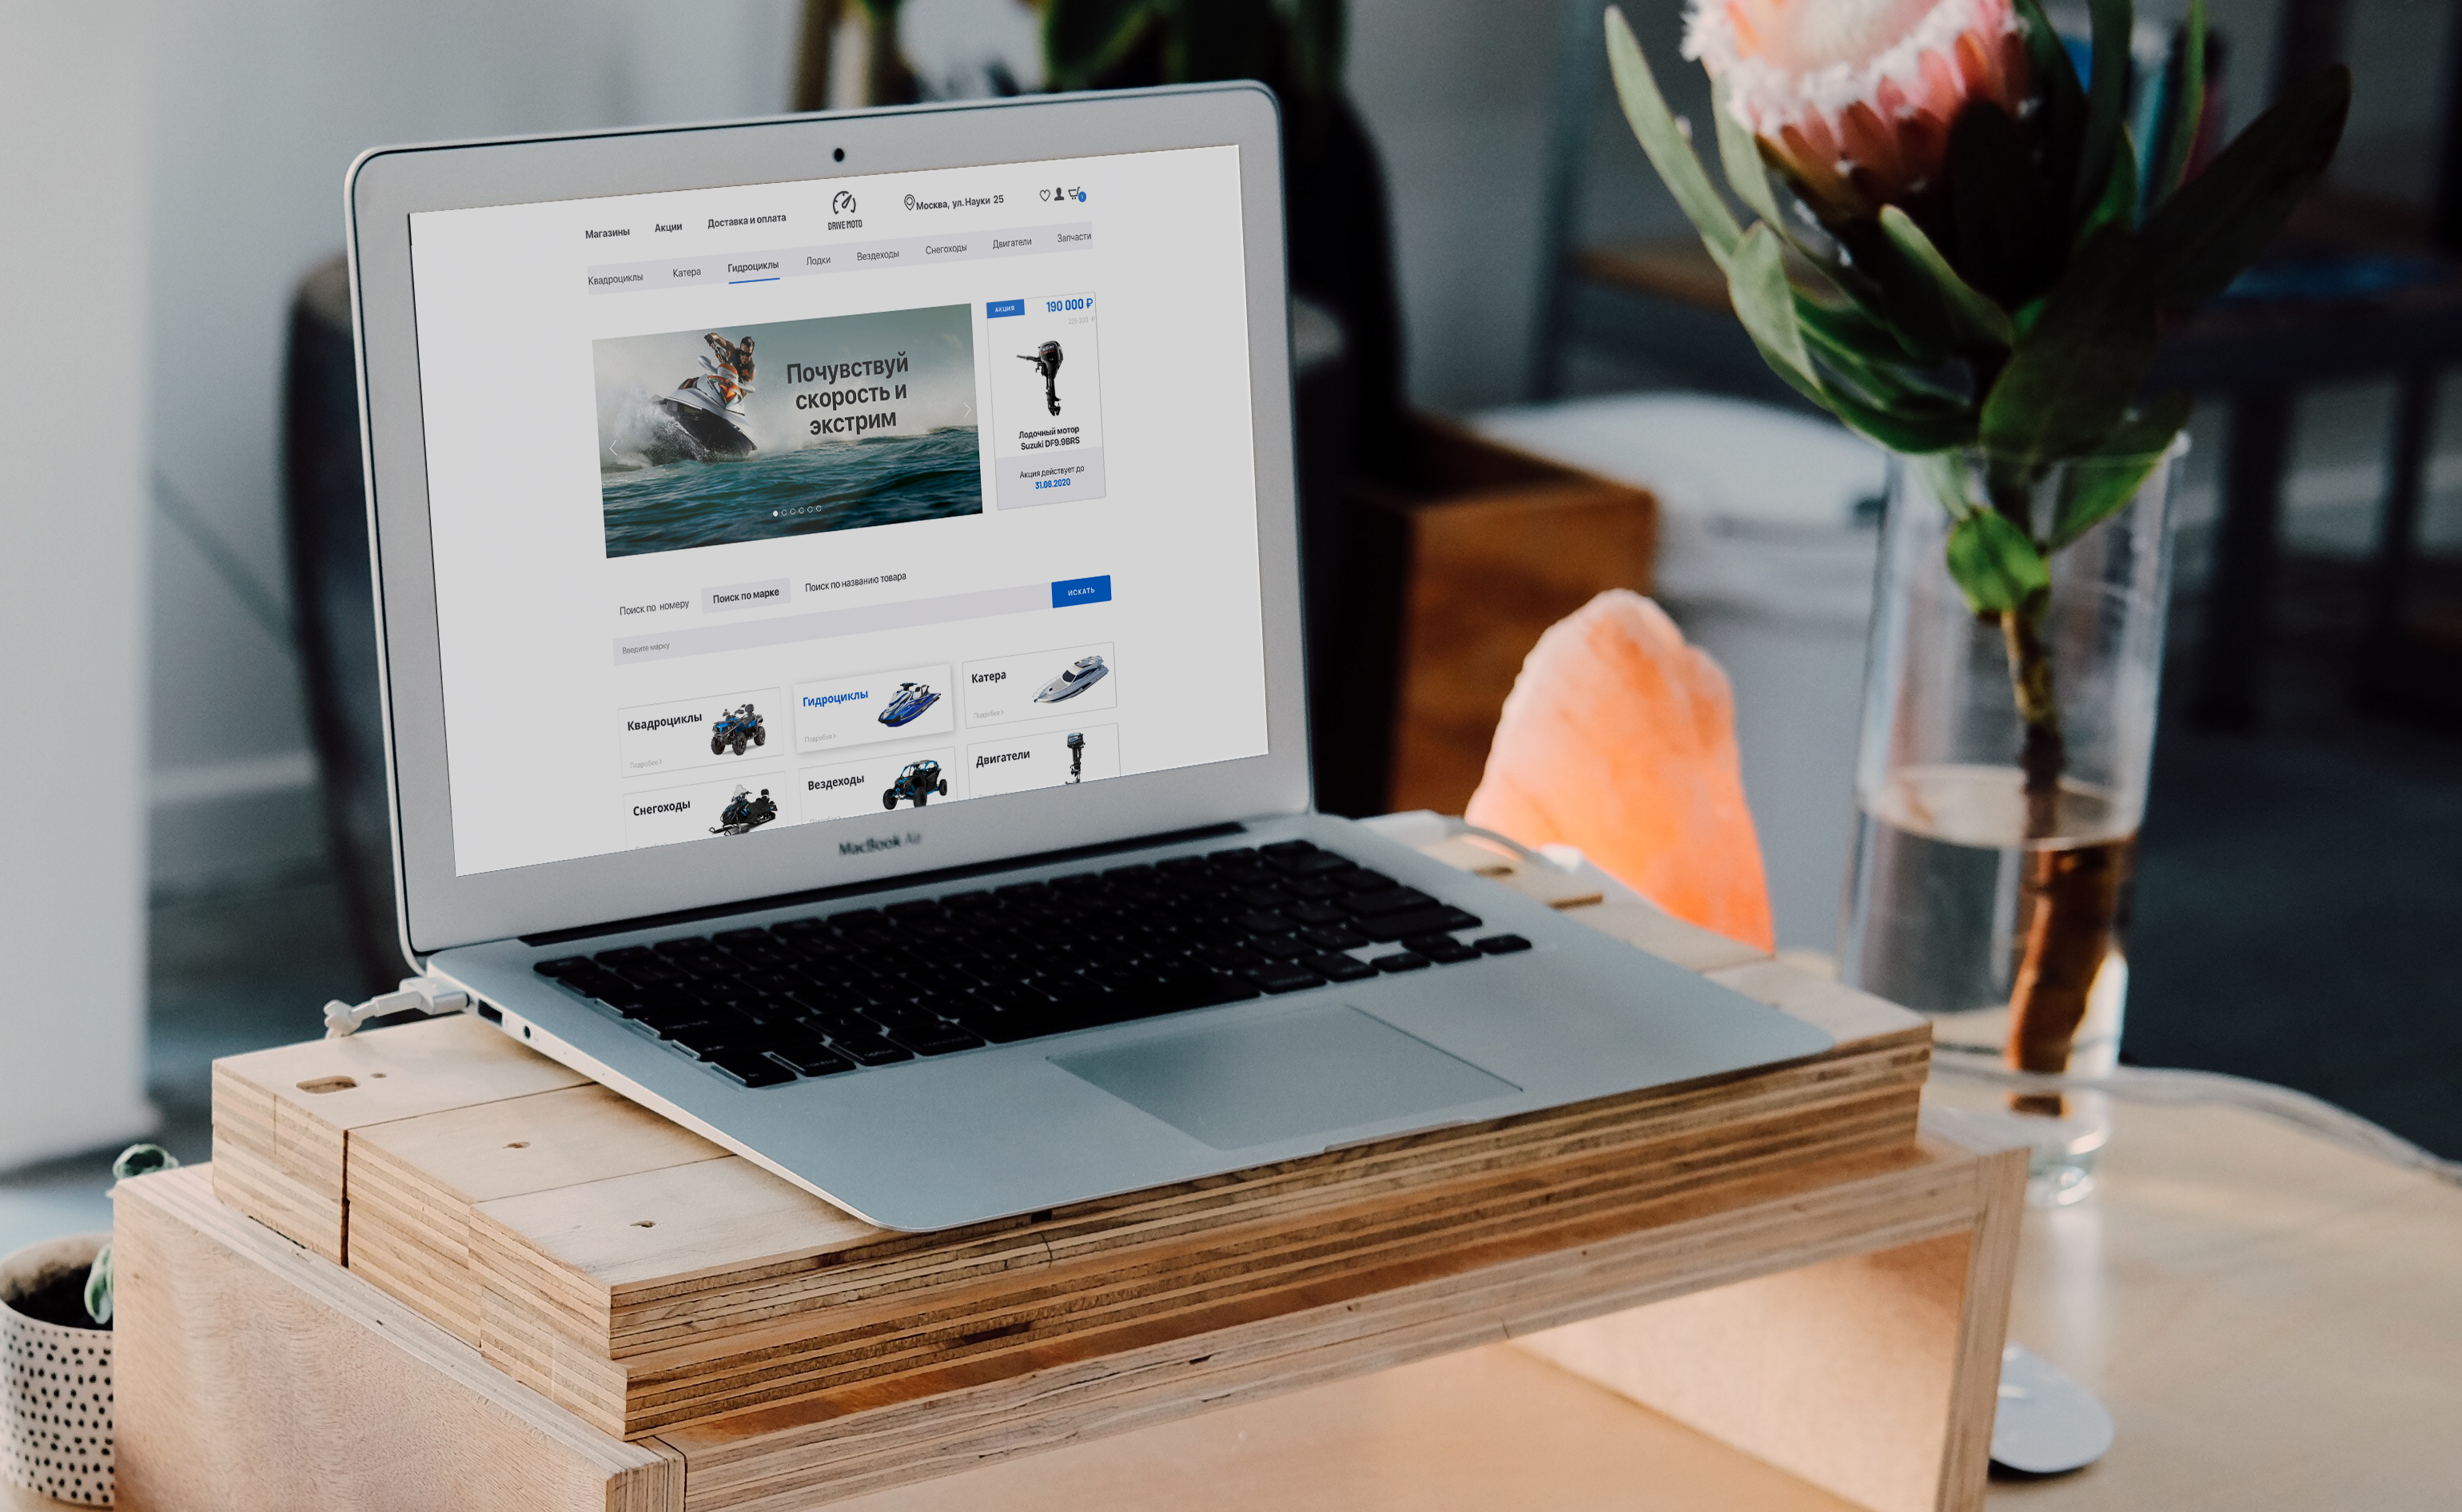 Магазины
Акции
Доставка и оплата
DRIVE MOTO
Москва, ул. Науки 25
Квадроциклы
Катера
Гидроциклы
Лодки
Вездеходы
Снегоходы
Двигатели
Запчасти
Почувствуй
скорость и
экстрим
АКЦИЯ
190 000 ₽
Лодочный мотор
Suzuki DF9.9BRS
Акция действует до
31.08.2020
Поиск по номеру
Поиск по марке
Поиск по названию товара
Введите марку
ИСКАТЬ
Квадроциклы
Подробнее >
Гидроциклы
Подробнее >
Катера
Подробнее >
Снегоходы
Вездеходы
Двигатели
MacBook Air